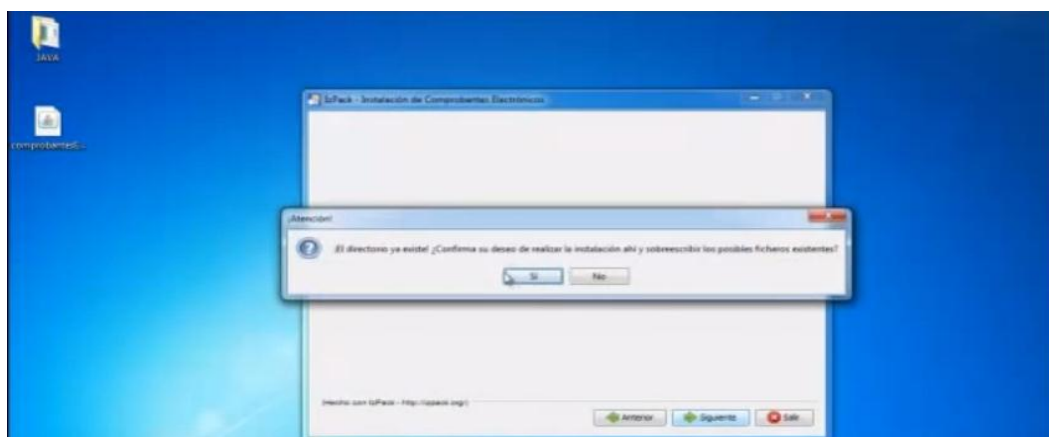 JAVA
comprobantesE...
IzPack - Instalación de Comprobantes Electrónicos
¡Atención!
¡El directorio ya existe! ¿Confirma su deseo de realizar la instalación ahí y sobreescribir los posibles ficheros existentes?
Sí
No
(Hecho con IzPack - http://izpack.org/)
Anterior
Siguiente
Salir